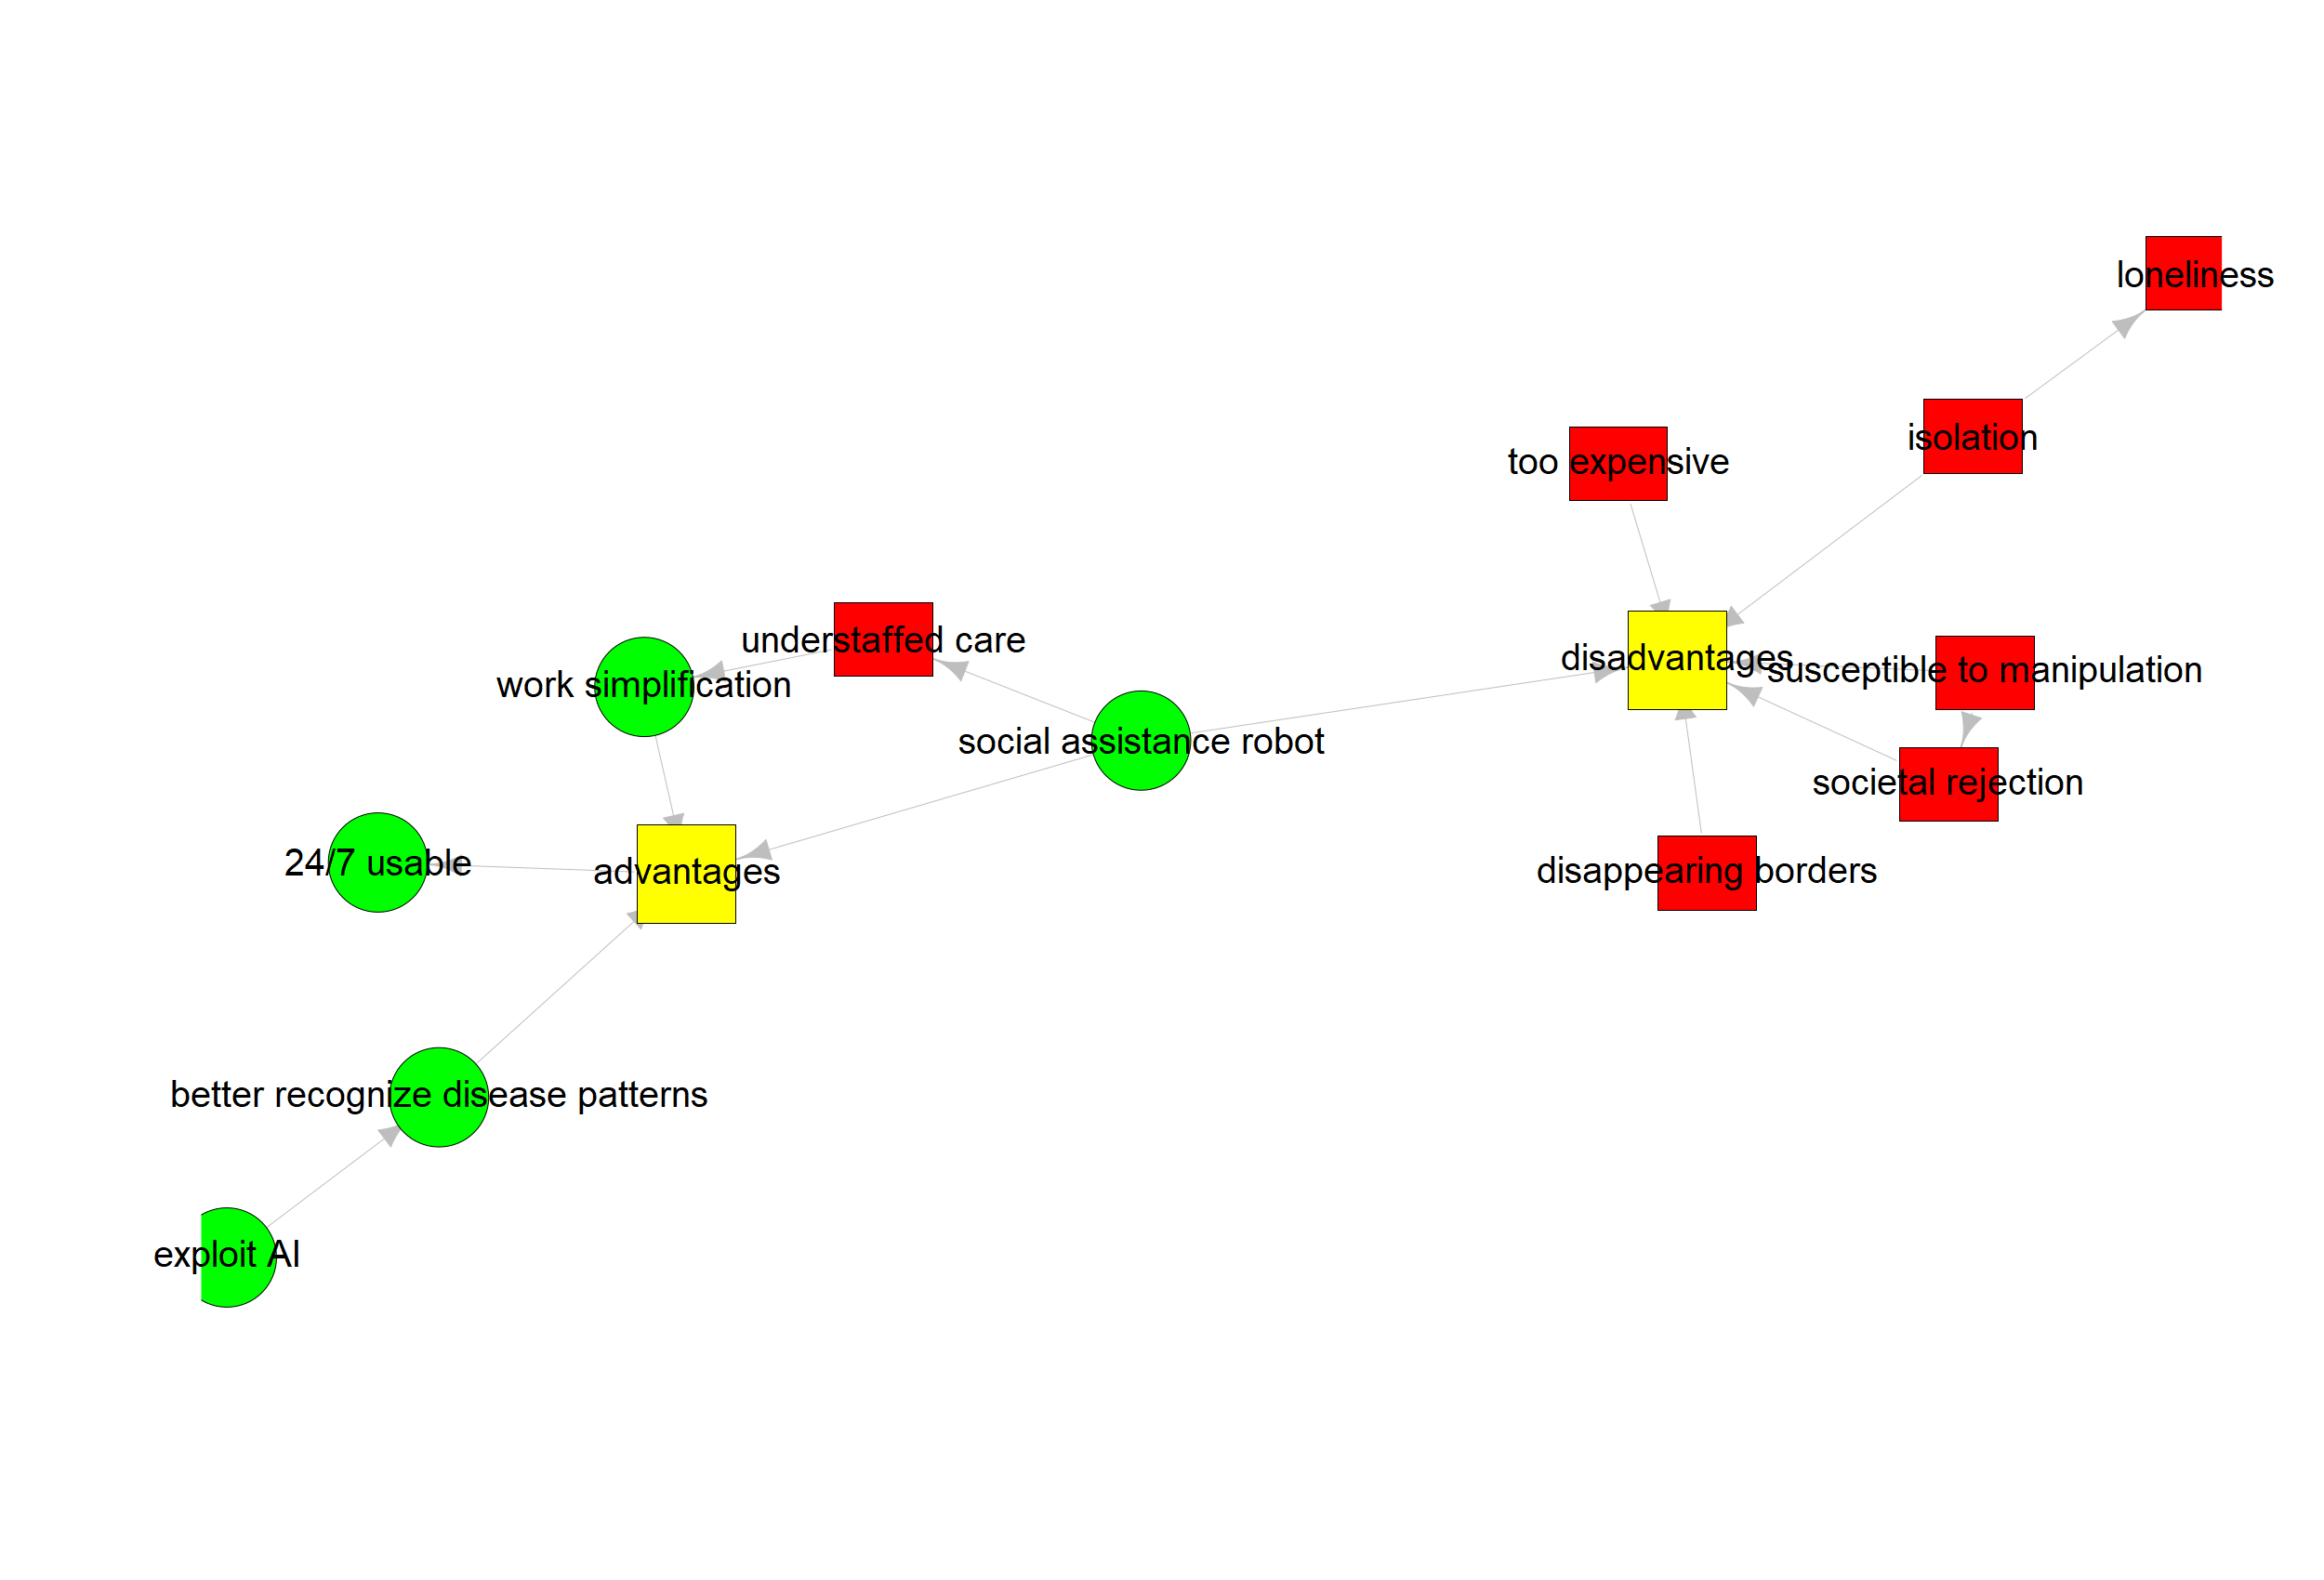 loneliness
isolation
too expensive
understaffed care
disadvantages
susceptible to manipulation
work simplification
social assistance robot
societal rejection
24/7 usable
advantages
disappearing borders
better recognize disease patterns
exploit AI